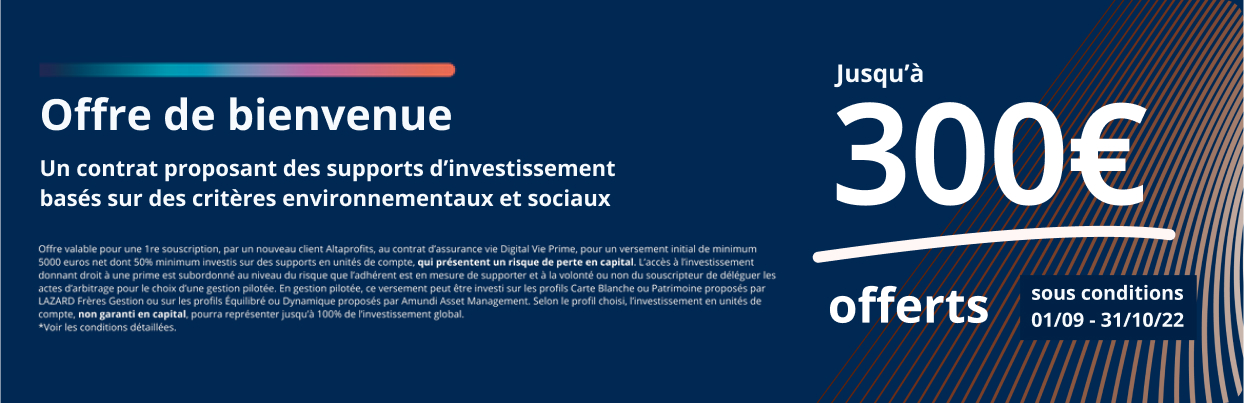 Offre de bienvenue
Un contrat proposant des supports d'investissement
basés sur des critères environnementaux et sociaux
Offre valable pour une 1re souscription, par un nouveau client Altaprofits, au contrat d'assurance vie Digital Vie Prime, pour un versement initial de minimum
5000 euros net dont 50% minimum investis sur des supports en unités de compte, qui présentent un risque de perte en capital. L'accès à l'investissement
donnant droit à une prime est subordonné au niveau du risque que l'adhérent est en mesure de supporter et à la volonté ou non du souscripteur de déléguer les
actes d'arbitrage pour le choix d'une gestion pilotée. En gestion pilotée, ce versement peut être investi sur les profils Carte Blanche ou Patrimoine proposés par
LAZARD Frères Gestion ou sur les profils Équilibré ou Dynamique proposés par Amundi Asset Management. Selon le profil choisi, l'investissement en unités de
compte, non garanti en capital, pourra représenter jusqu'à 100% de l'investissement global.
*Voir les conditions détaillées.
Jusqu'à
300€
offerts
sous conditions
01/09 - 31/10/22